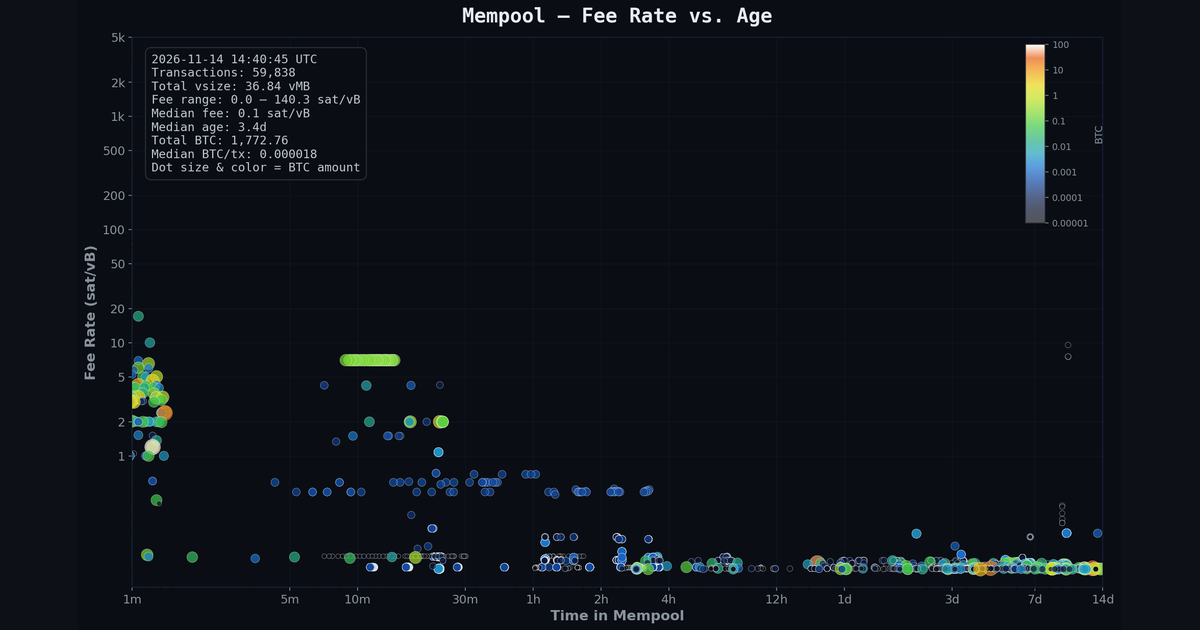 Mempool — Fee Rate vs. Age
2026-11-14 14:40:45 UTC
Transactions: 59,838
Total vsize: 36.84 vMB
Fee range: 0.0 – 140.3 sat/vB
Median fee: 0.1 sat/vB
Median age: 3.4d
Total BTC: 1,772.76
Median BTC/tx: 0.000018
Dot size & color = BTC amount
100
10
1
0.1
0.01
0.001
0.0001
0.00001
BTC
Fee Rate (sat/vB)
5k
2k
1k
500
200
100
50
20
10
5
2
1
1m
5m
10m
30m
1h
2h
4h
12h
1d
3d
7d
14d
Time in Mempool